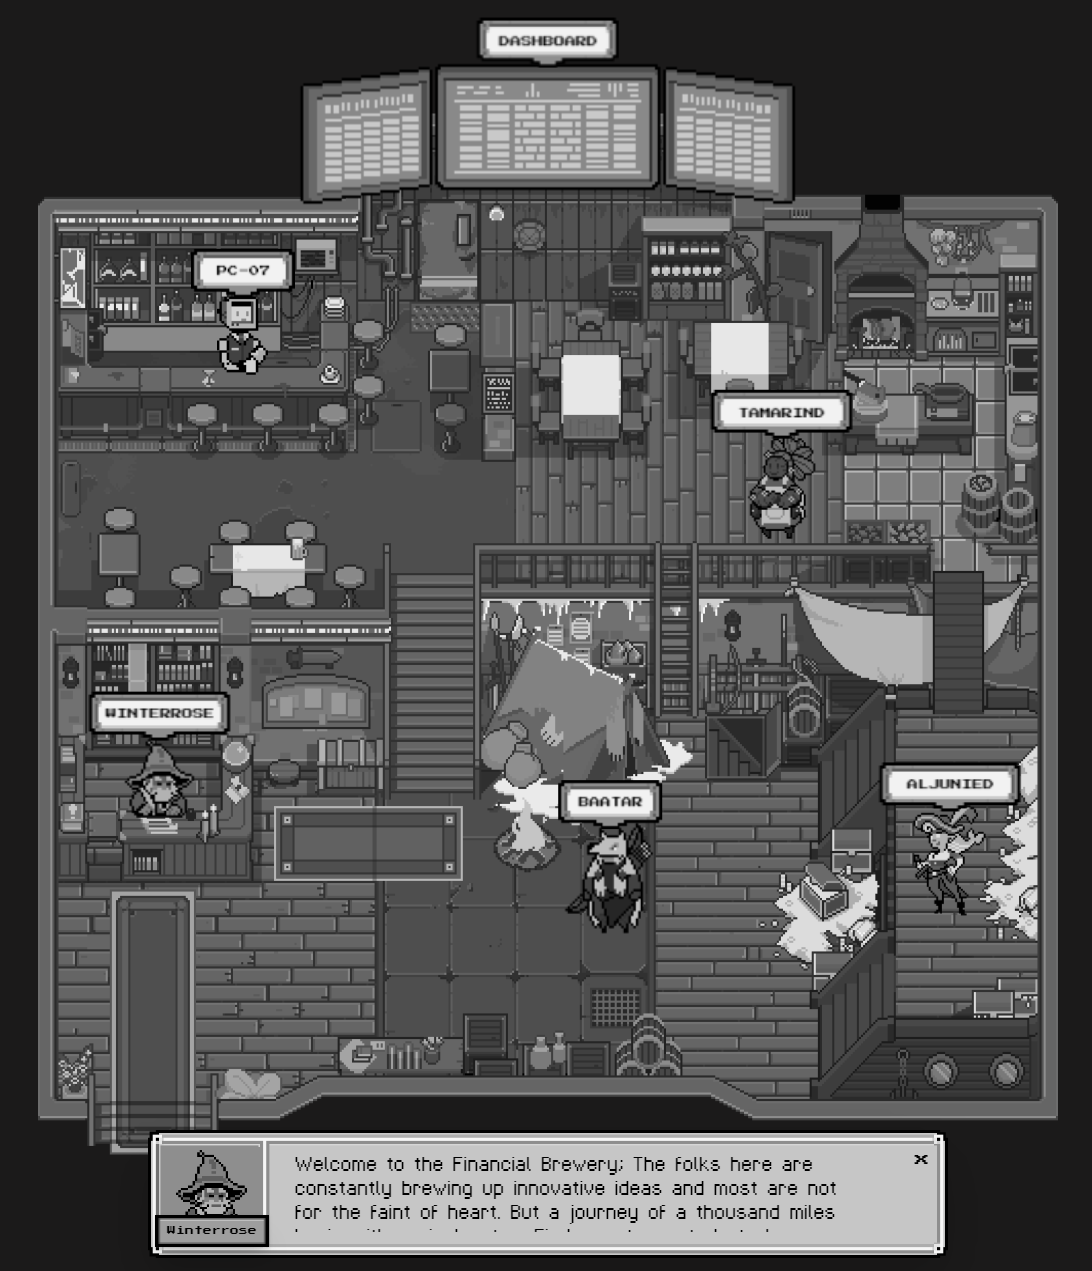 DASHBOARD
PC-07
TAMARIND
WINTERROSE
BAATAR
ALJUNIED
Welcome to the Financial Brewery; The folks here are
constantly brewing up innovative ideas and most are not
for the faint of heart. But a journey of a thousand miles
Winterrose
x